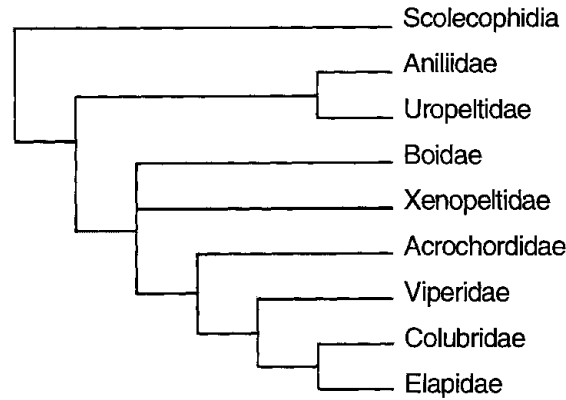 Scolecophidia
Aniliidae
Uropeltidae
Boidae
Xenopeltidae
Acrochordidae
Viperidae
Colubridae
Elapidae